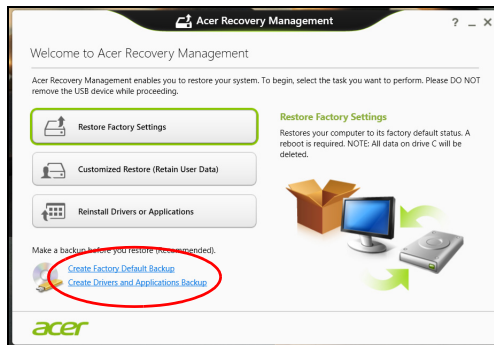 Acer Recovery Management
? _ X
Welcome to Acer Recovery Management
Acer Recovery Management enables you to restore your system. To begin, select the task you want to perform. Please DO NOT
remove the USB device while proceeding.
Restore Factory Settings
Customized Restore (Retain User Data)
Reinstall Drivers or Applications
Restore Factory Settings
Restores your computer to its factory default status. A
reboot is required. NOTE: All data on drive C will be
deleted.
Make a backup before you restore (Recommended).
Create Factory Default Backup
Create Drivers and Applications Backup
acer